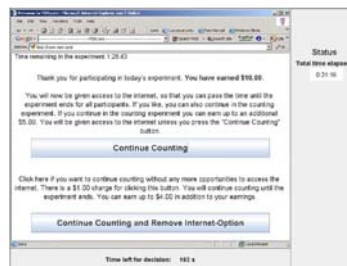 Time remaining in the experiment: 1:28:43
Status
Total time elapse
0:31:16
Thank you for participating in today's experiment. You have earned $10.00.
You will now be given access to the internet, so that you can pass the time until the
experiment ends for all participants. If you like, you can also continue in the counting
experiment. If you continue in the counting experiment you can earn up to an additional
$5.00. You will be given access to the internet unless you press the "Continue Counting"
button.
Continue Counting
Click here if you want to continue counting without any more opportunities to access the
internet. There is a $1.00 charge for clicking this button. You will continue counting until the
experiment ends. You can earn up to $4.00 in addition to your earnings.
Continue Counting and Remove Internet-Option
Time left for decision: